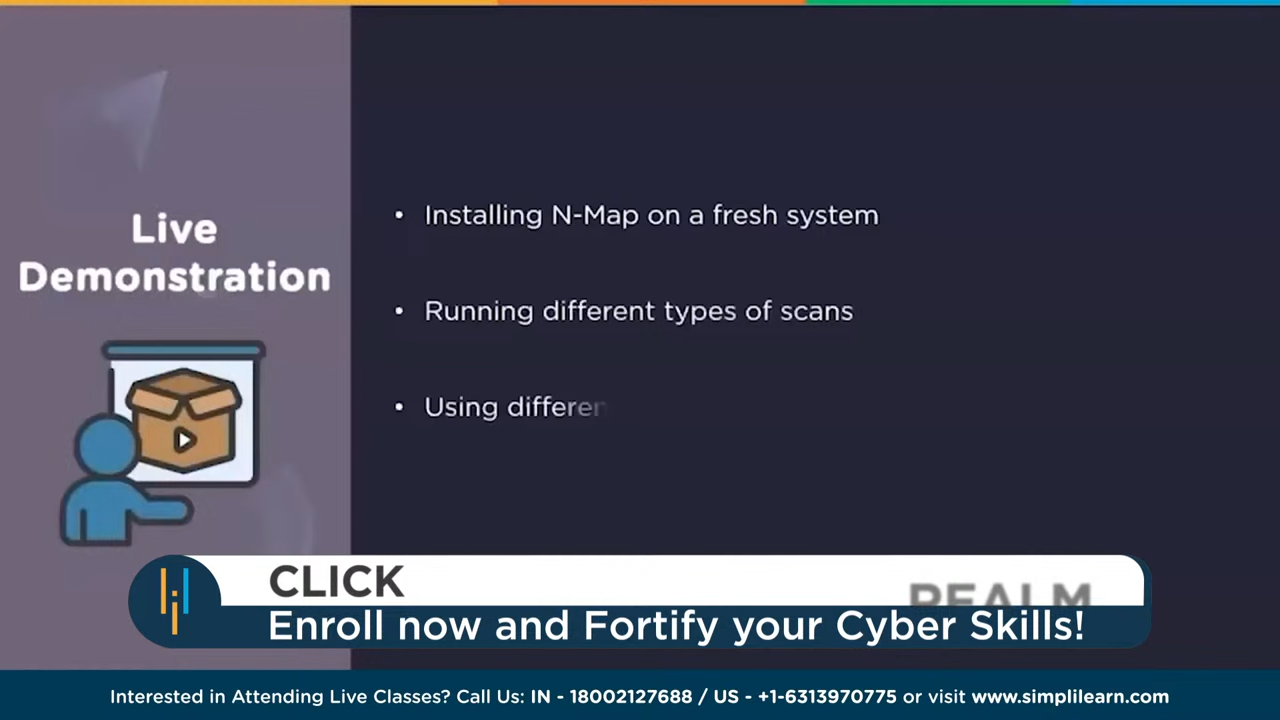 Live
Demonstration
• Installing N-Map on a fresh system
• Running different types of scans
• Using differen
CLICK
REALM
Enroll now and Fortify your Cyber Skills!
Interested in Attending Live Classes? Call Us: IN - 18002127688 / US - +1-6313970775 or visit www.simplilearn.com